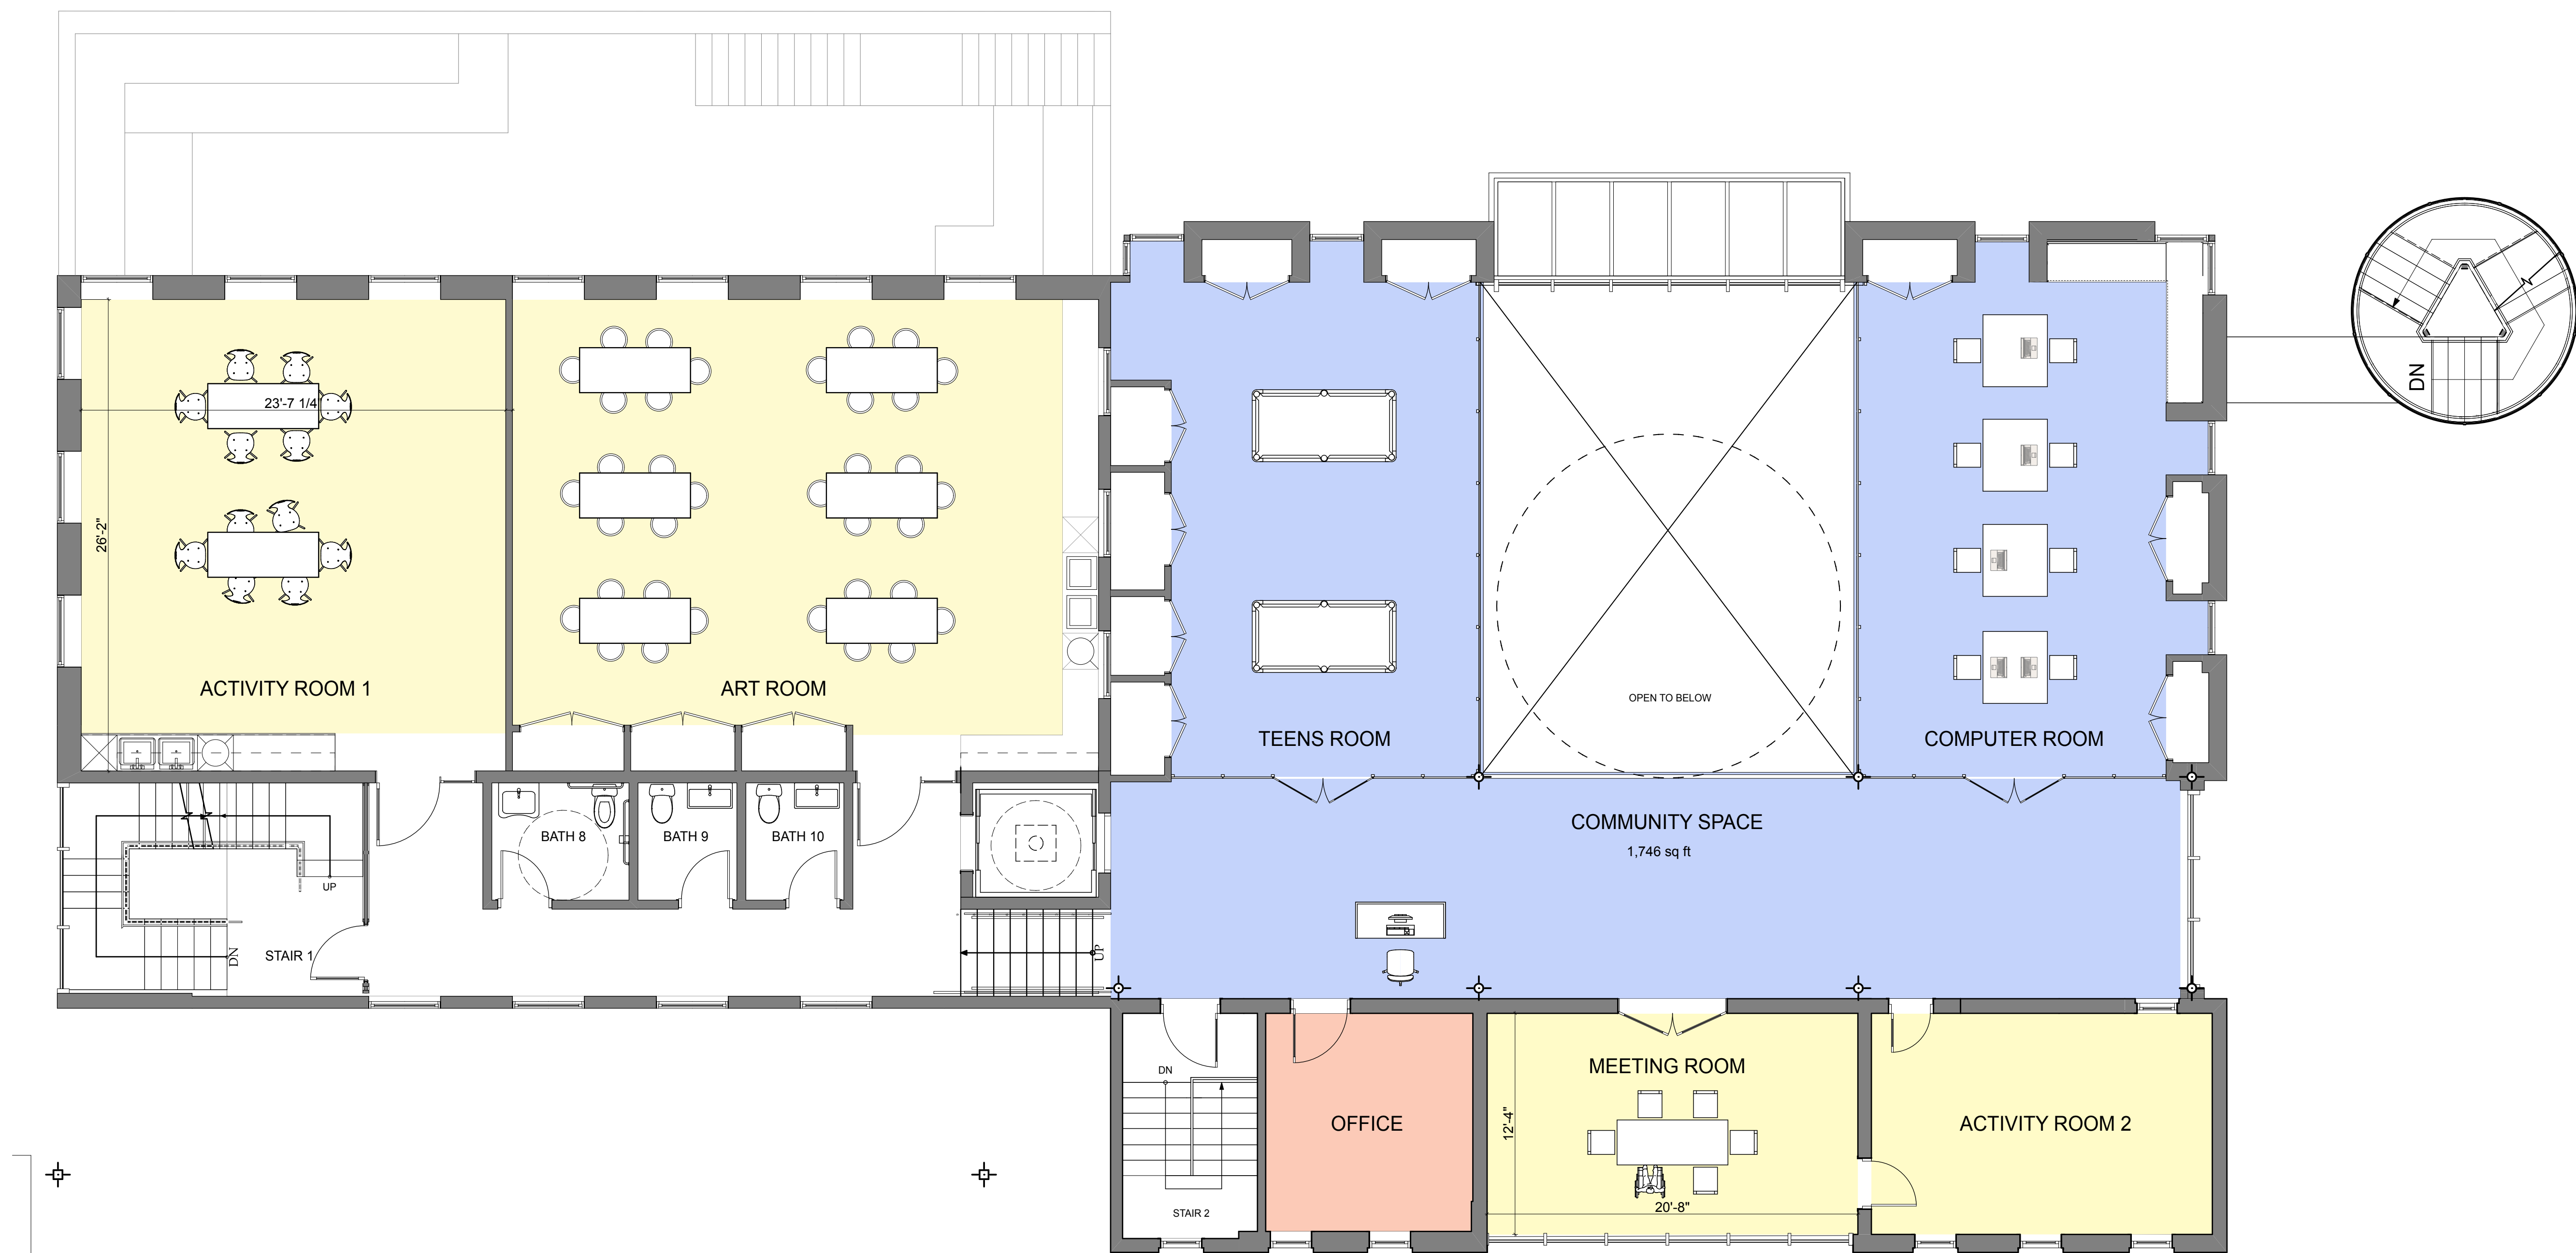 DN
23'-7 1/4
26'-2"
ACTIVITY ROOM 1
ART ROOM
OPEN TO BELOW
TEENS ROOM
COMPUTER ROOM
COMMUNITY SPACE
1,746 sq ft
BATH 8
BATH 9
BATH 10
UP
STAIR 1
DN
UP
DN
STAIR 2
OFFICE
MEETING ROOM
12'-4"
20'-8"
ACTIVITY ROOM 2